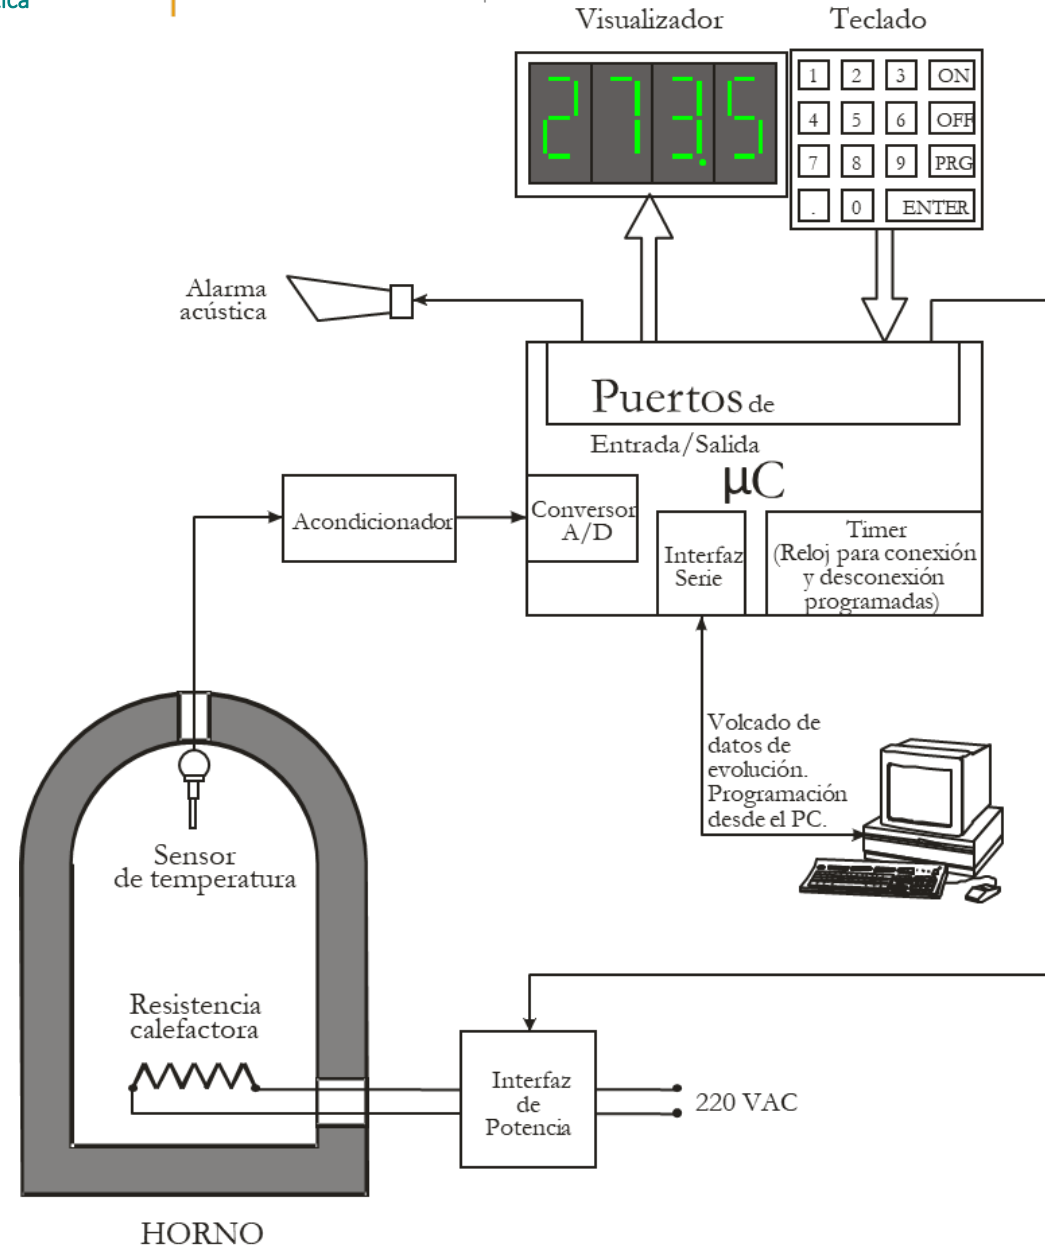 Visualizador
Teclado
273.5
1 2 3 ON
4 5 6 OFF
7 8 9 PRG
. 0 ENTER
Alarma
acústica
Puertos de
Entrada/Salida
µC
Acondicionador
Conversor
A/D
Interfaz
Serie
Timer
(Reloj para conexión
y desconexión
programadas)
Volcado de
datos de
evolución.
Programación
desde el PC.
Sensor
de temperatura
Resistencia
calefactora
Interfaz
de
Potencia
220 VAC
HORNO